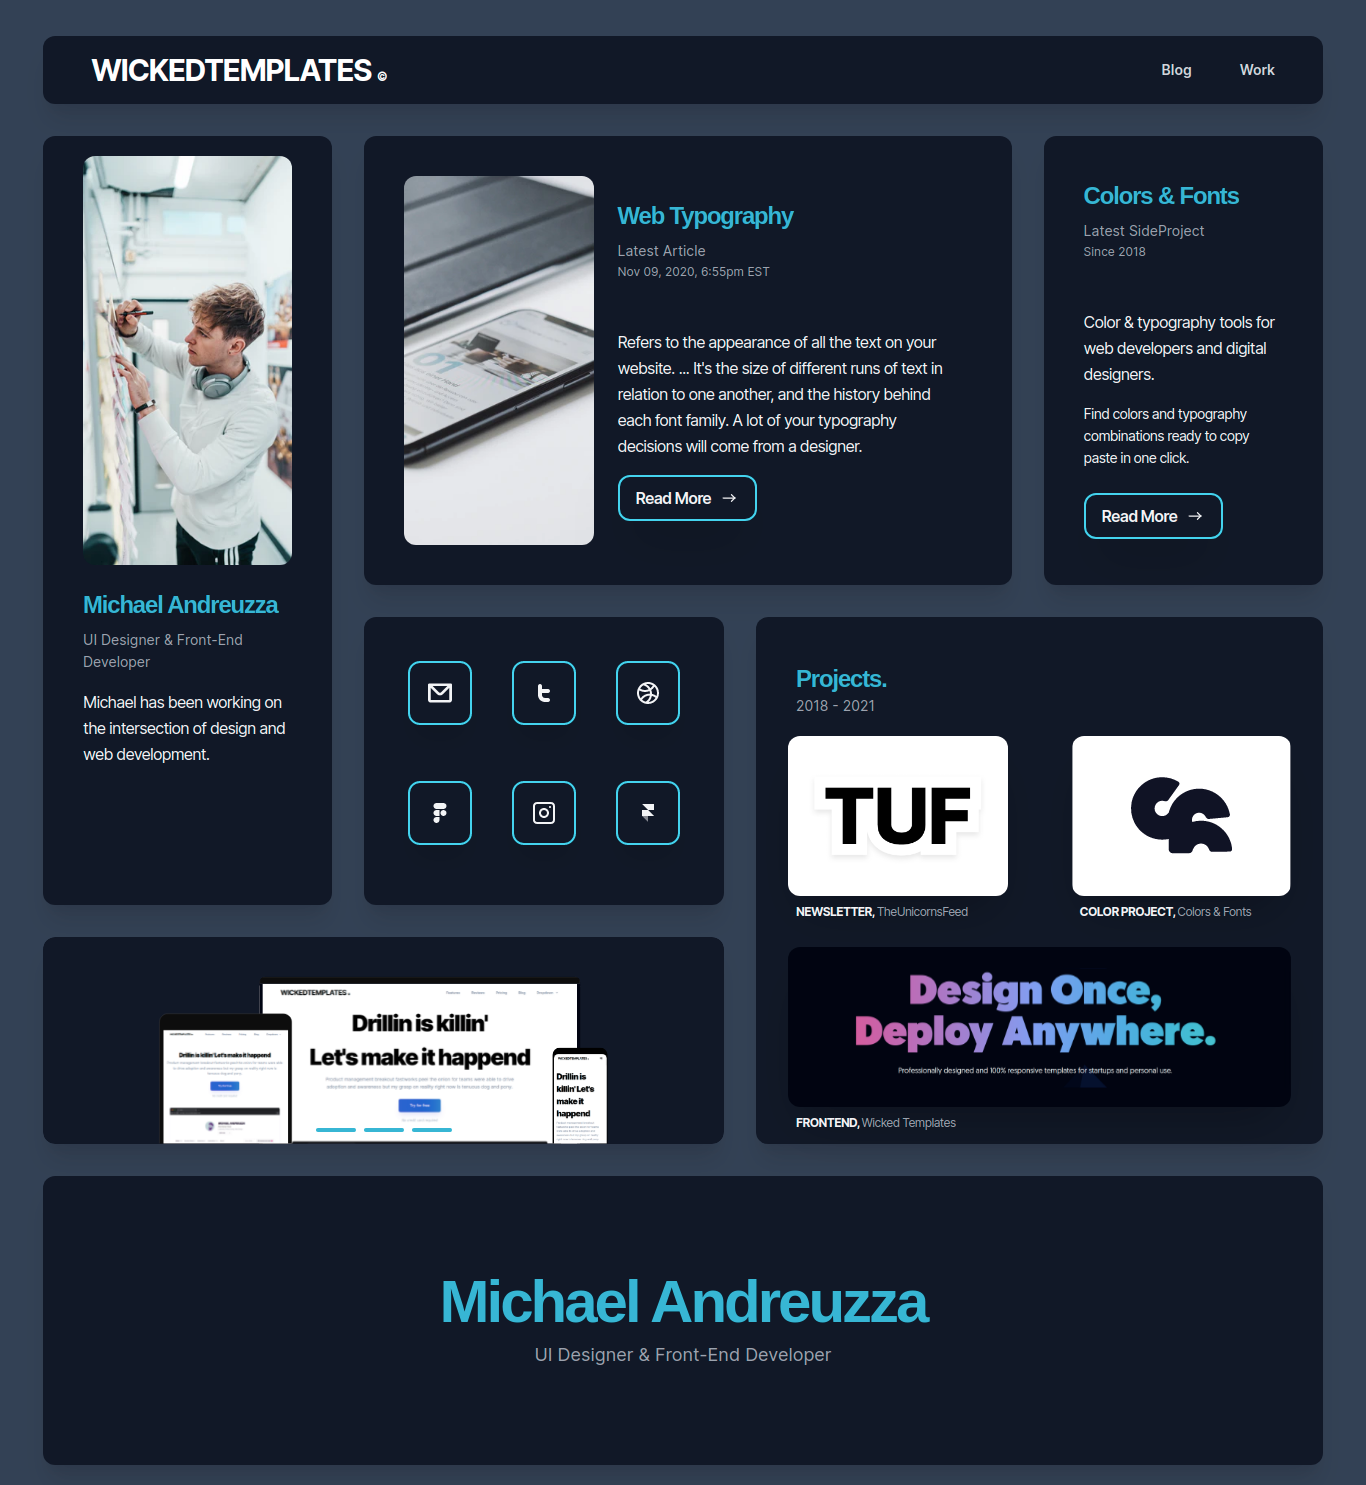 WICKEDTEMPLATES ©
Blog
Work
Michael Andreuzza
UI Designer & Front-End
Developer
Michael has been working on
the intersection of design and
web development.
Web Typography
Latest Article
Nov 09, 2020, 6:55pm EST
Refers to the appearance of all the text on your
website. ... It's the size of different runs of text in
relation to one another, and the history behind
each font family. A lot of your typography
decisions will come from a designer.
Read More →
Colors & Fonts
Latest SideProject
Since 2018
Color & typography tools for
web developers and digital
designers.
Find colors and typography
combinations ready to copy
paste in one click.
Read More →
Projects.
2018 - 2021
TUF
NEWSLETTER, TheUnicornsFeed
COLOR PROJECT, Colors & Fonts
Design Once,
Deploy Anywhere.
Professionally designed and 100% responsive templates for startups and personal use.
FRONTEND, Wicked Templates
WICKEDTEMPLATES
Drillin is killin'
Let's make it happend
Drillin is killin' Let's make it happend
Drillin is
killin' Let's
make it
happend
Michael Andreuzza
UI Designer & Front-End Developer